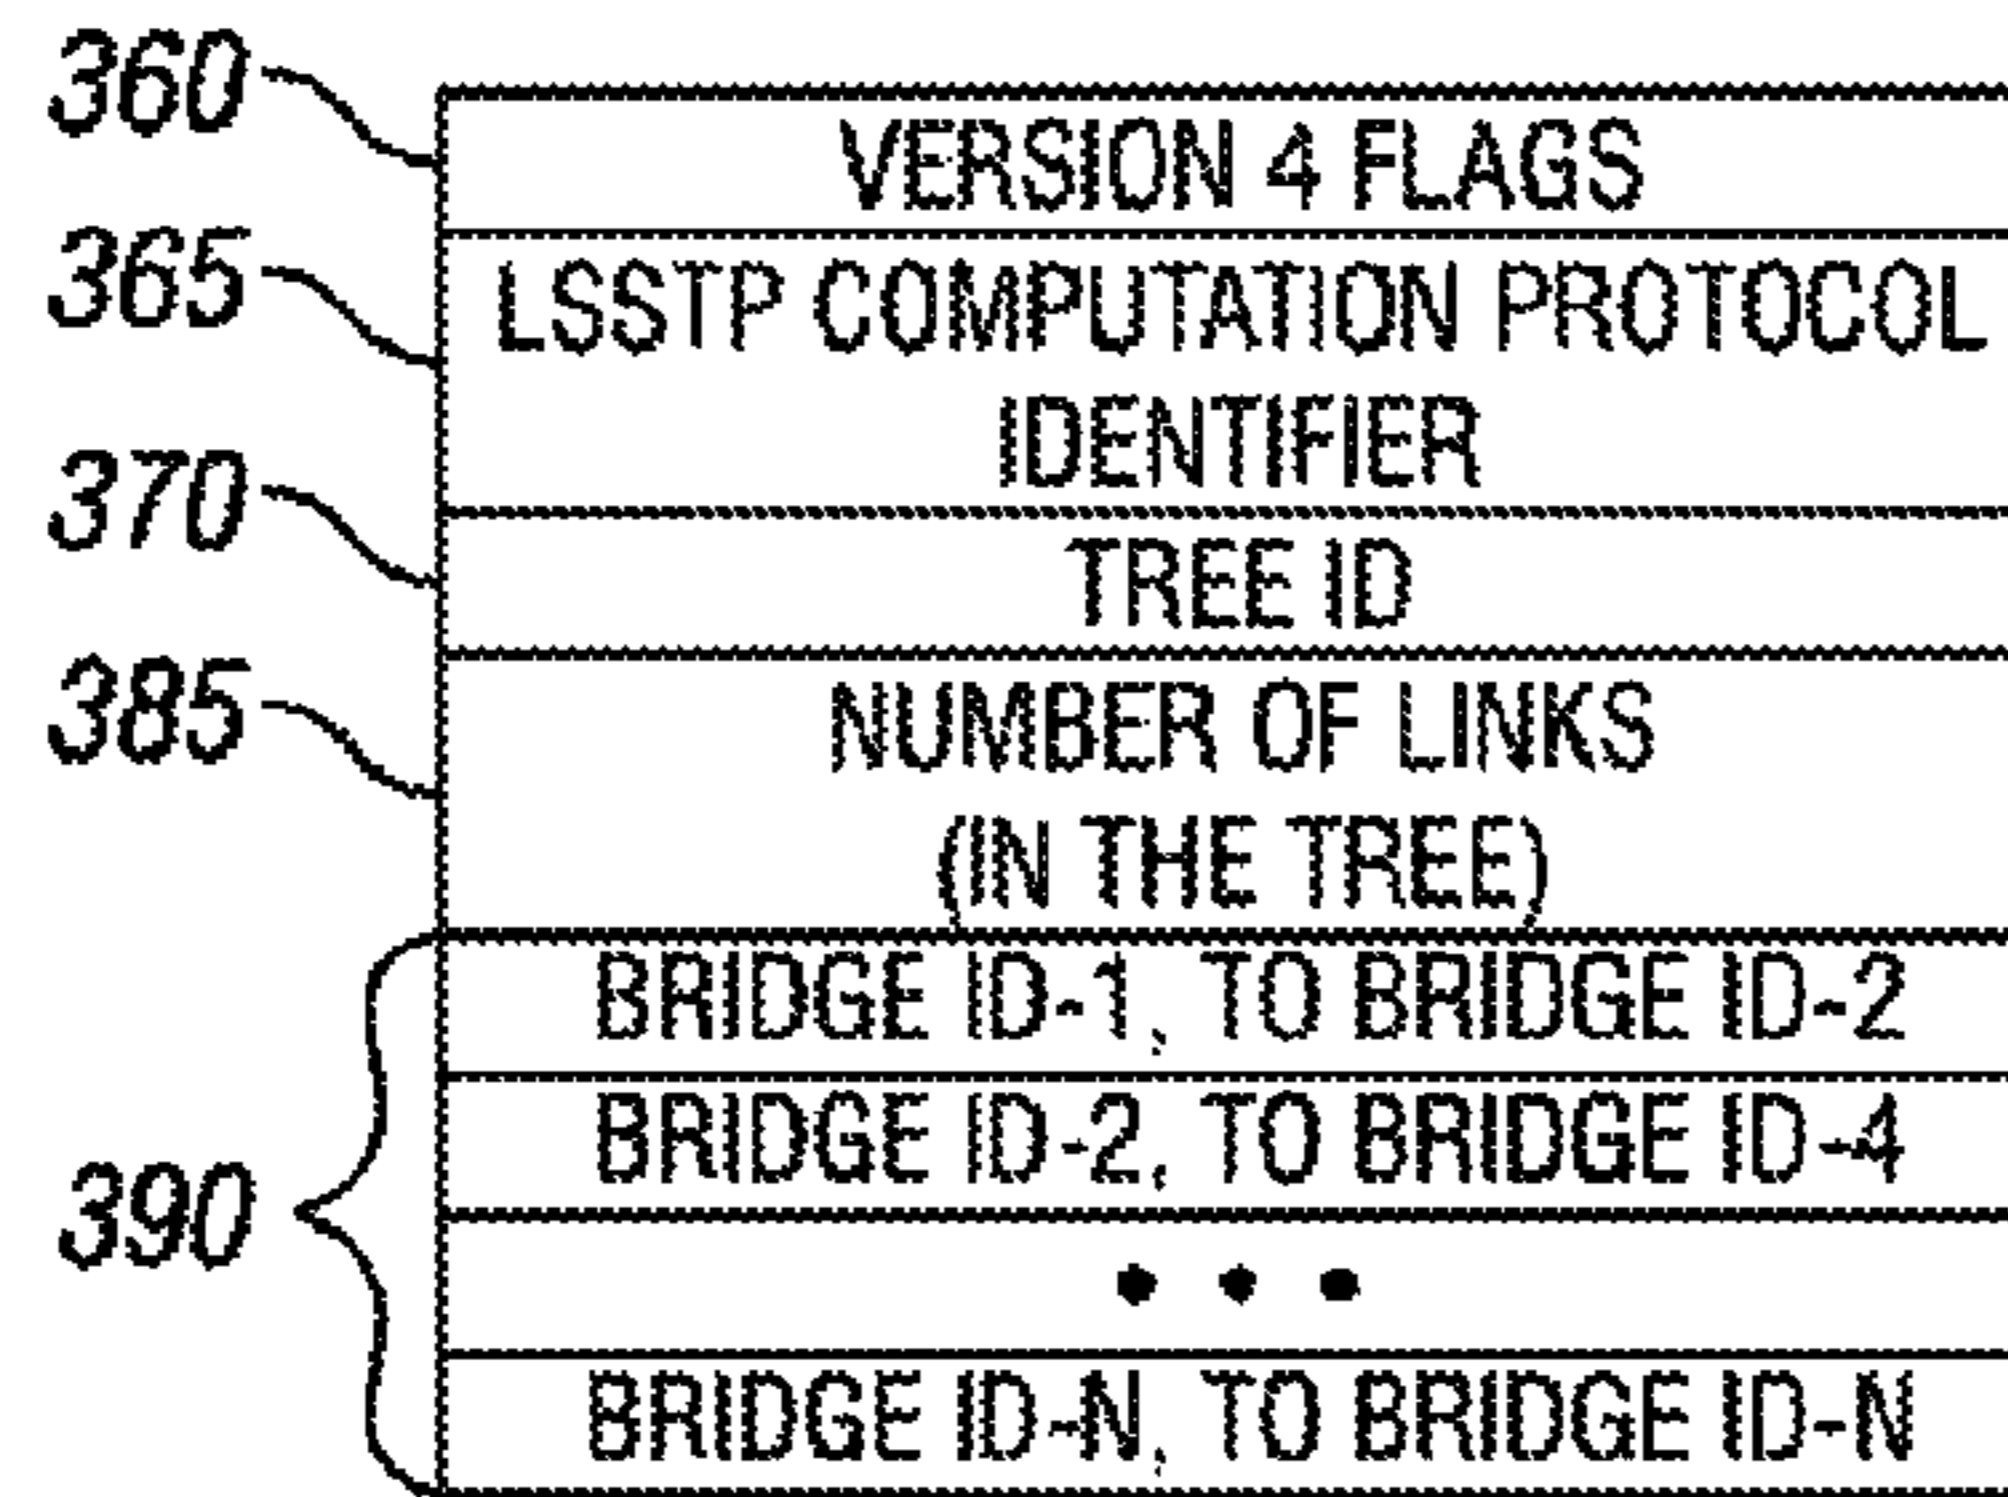 360
VERSION 4 FLAGS
365
LSSTP COMPUTATION PROTOCOL
IDENTIFIER
370
TREE ID
385
NUMBER OF LINKS
(IN THE TREE)
BRIDGE ID-1, TO BRIDGE ID-2
BRIDGE ID-2, TO BRIDGE ID-4
390
• • •
BRIDGE ID-N, TO BRIDGE ID-N